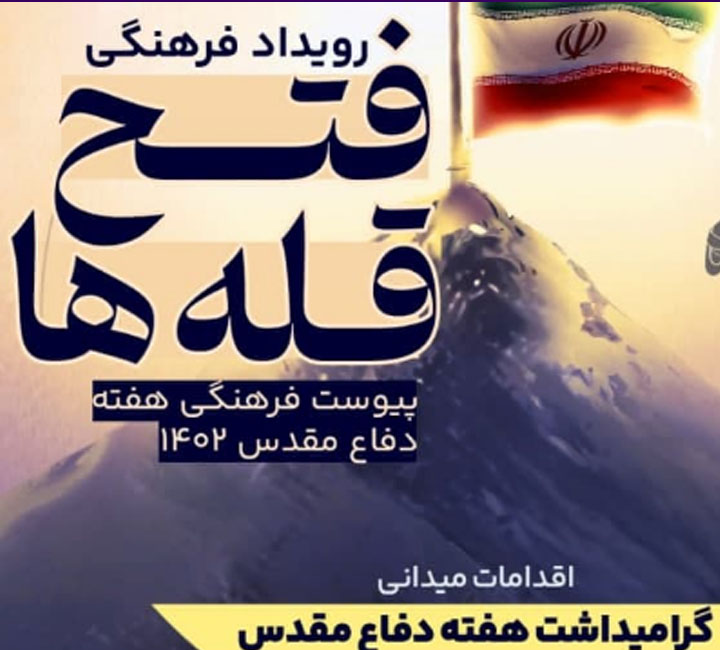 رویداد فرهنگی
فتح
قله ها
پیوست فرهنگی هفته
دفاع مقدس ۱۴۰۲
اقدامات میدانی
گرامیداشت هفته دفاع مقدس